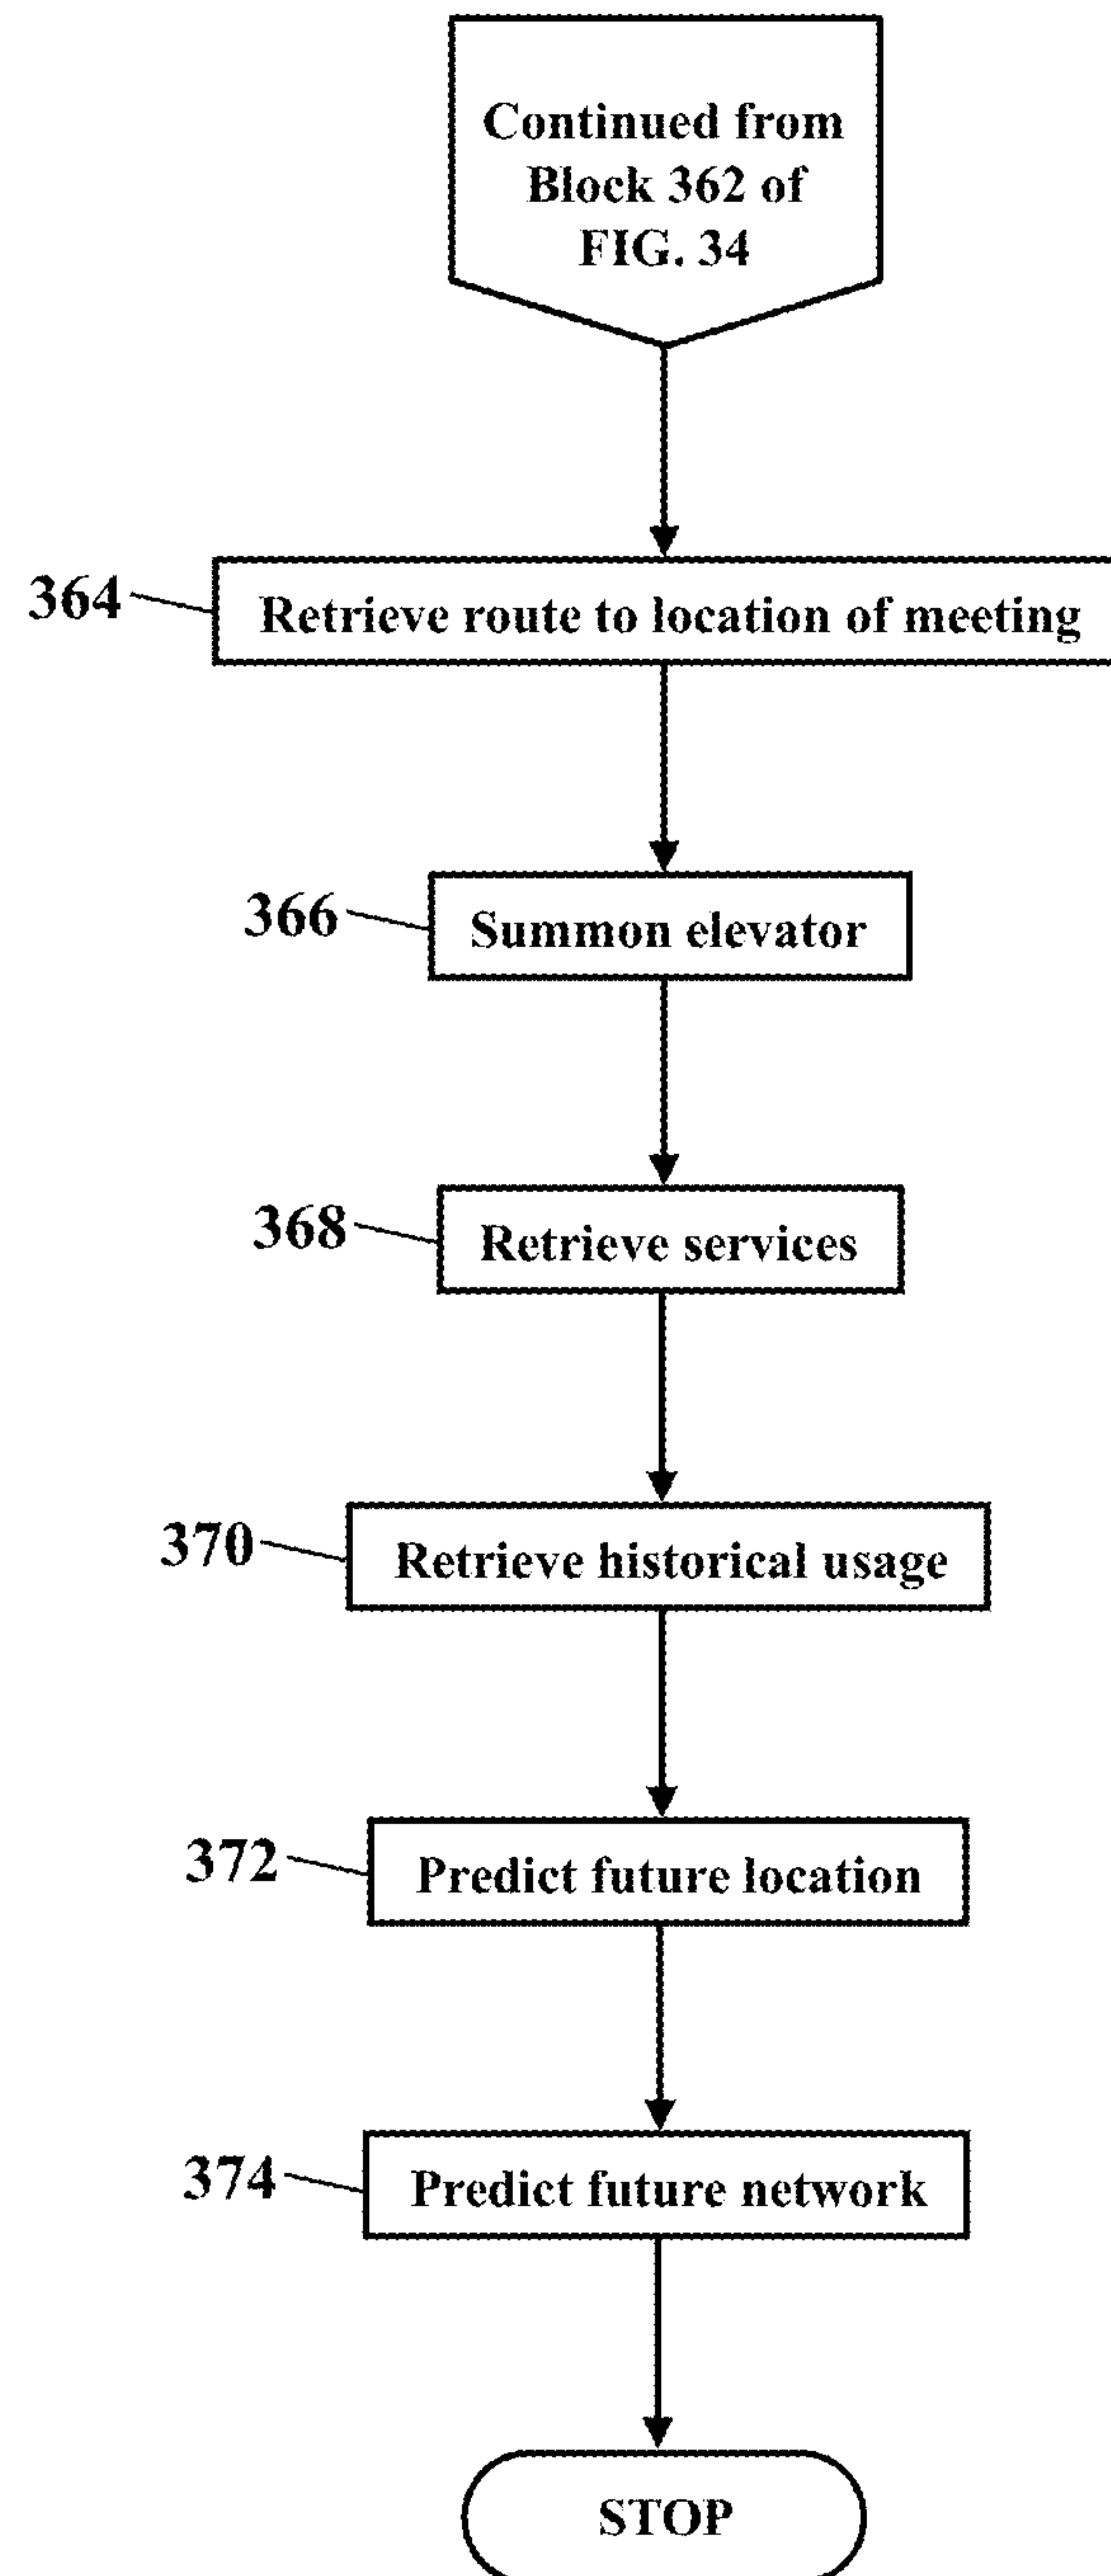 Continued from
Block 362 of
FIG. 34
364 Retrieve route to location of meeting
366 Summon elevator
368 Retrieve services
370 Retrieve historical usage
372 Predict future location
374 Predict future network
STOP